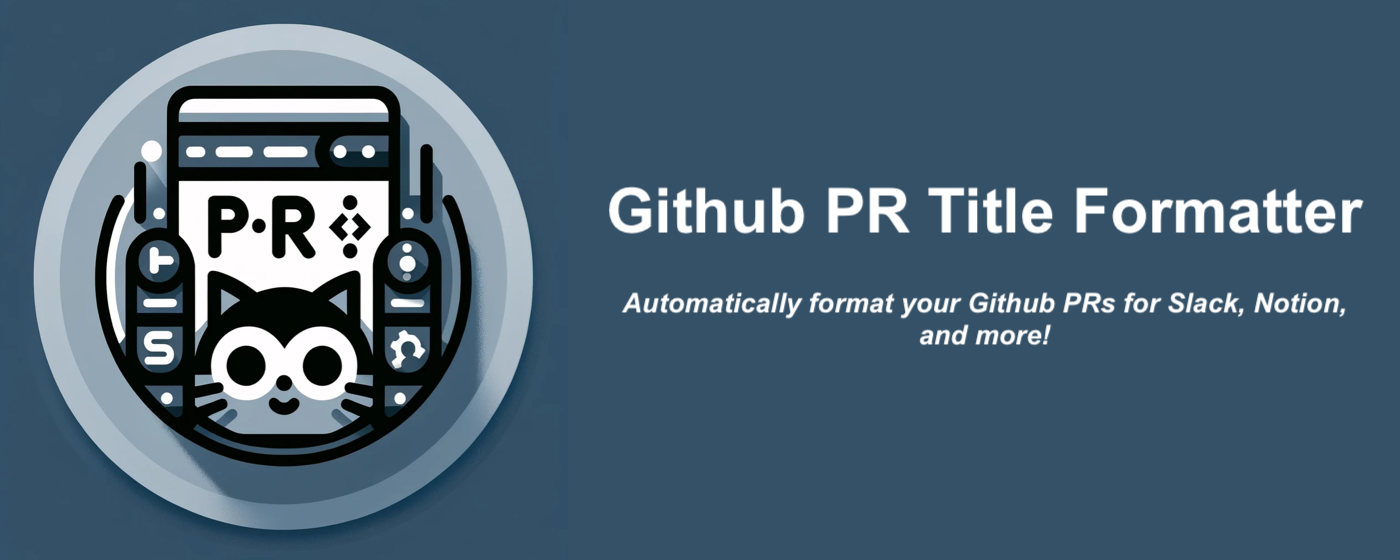 P·R
T
S
Github PR Title Formatter
Automatically format your Github PRs for Slack, Notion,
and more!